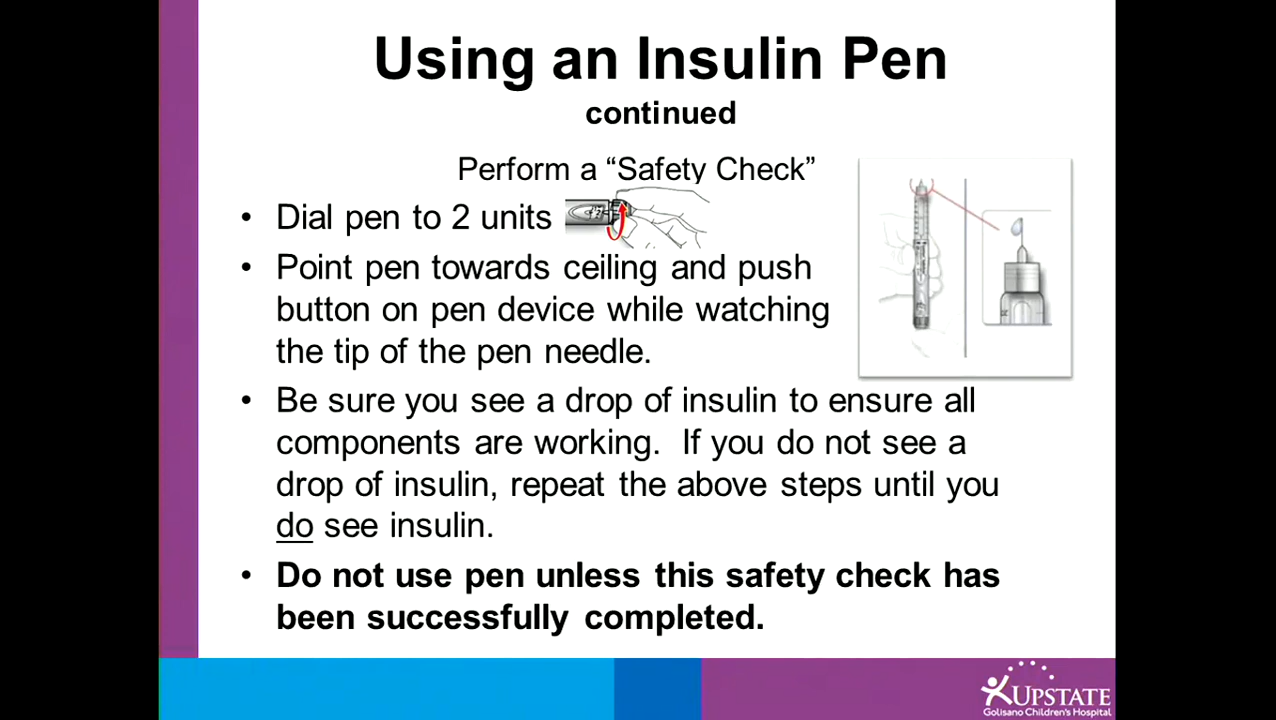 Using an Insulin Pen
continued
Perform a “Safety Check”
• Dial pen to 2 units
• Point pen towards ceiling and push
button on pen device while watching
the tip of the pen needle.
• Be sure you see a drop of insulin to ensure all
components are working.  If you do not see a
drop of insulin, repeat the above steps until you
do see insulin.
• Do not use pen unless this safety check has
been successfully completed.
UPSTATE
Golisano Children's Hospital